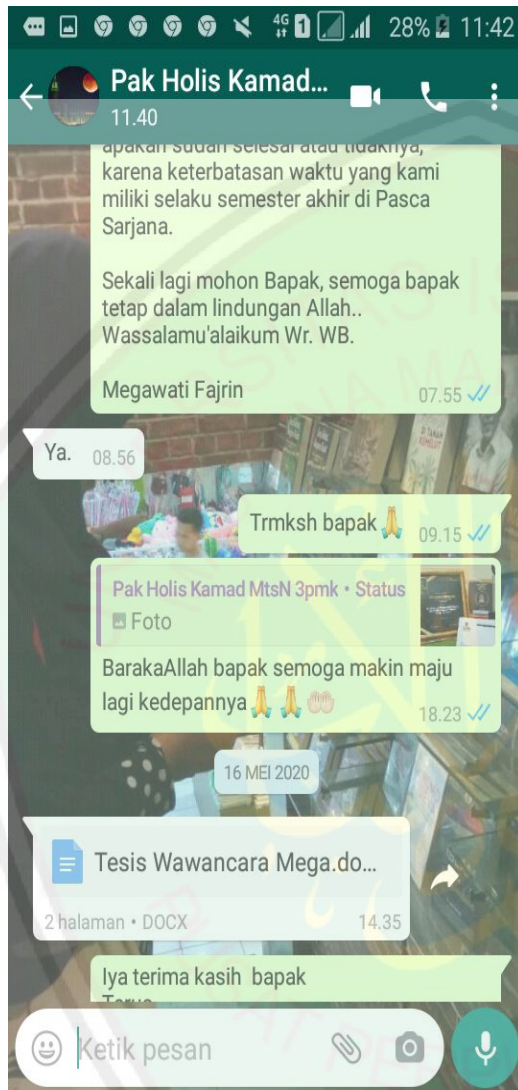 4G 1 28% 11:42
Pak Holis Kamad...
11.40
apakah sudah selesai atau tidaknya,
karena keterbatasan waktu yang kami
miliki selaku semester akhir di Pasca
Sarjana.
Sekali lagi mohon Bapak, semoga bapak
tetap dalam lindungan Allah..
Wassalamu'alaikum Wr. WB.
Megawati Fajrin
07.55
Ya. 08.56
Trmksh bapak🙏 09.15
Pak Holis Kamad MtsN 3pmk • Status
Foto
BarakaAllah bapak semoga makin maju
lagi kedepannya🙏🙏🤲🏻
18.23
16 MEI 2020
Tesis Wawancara Mega.do...
2 halaman • DOCX 14.35
Iya terima kasih bapak
Ketik pesan